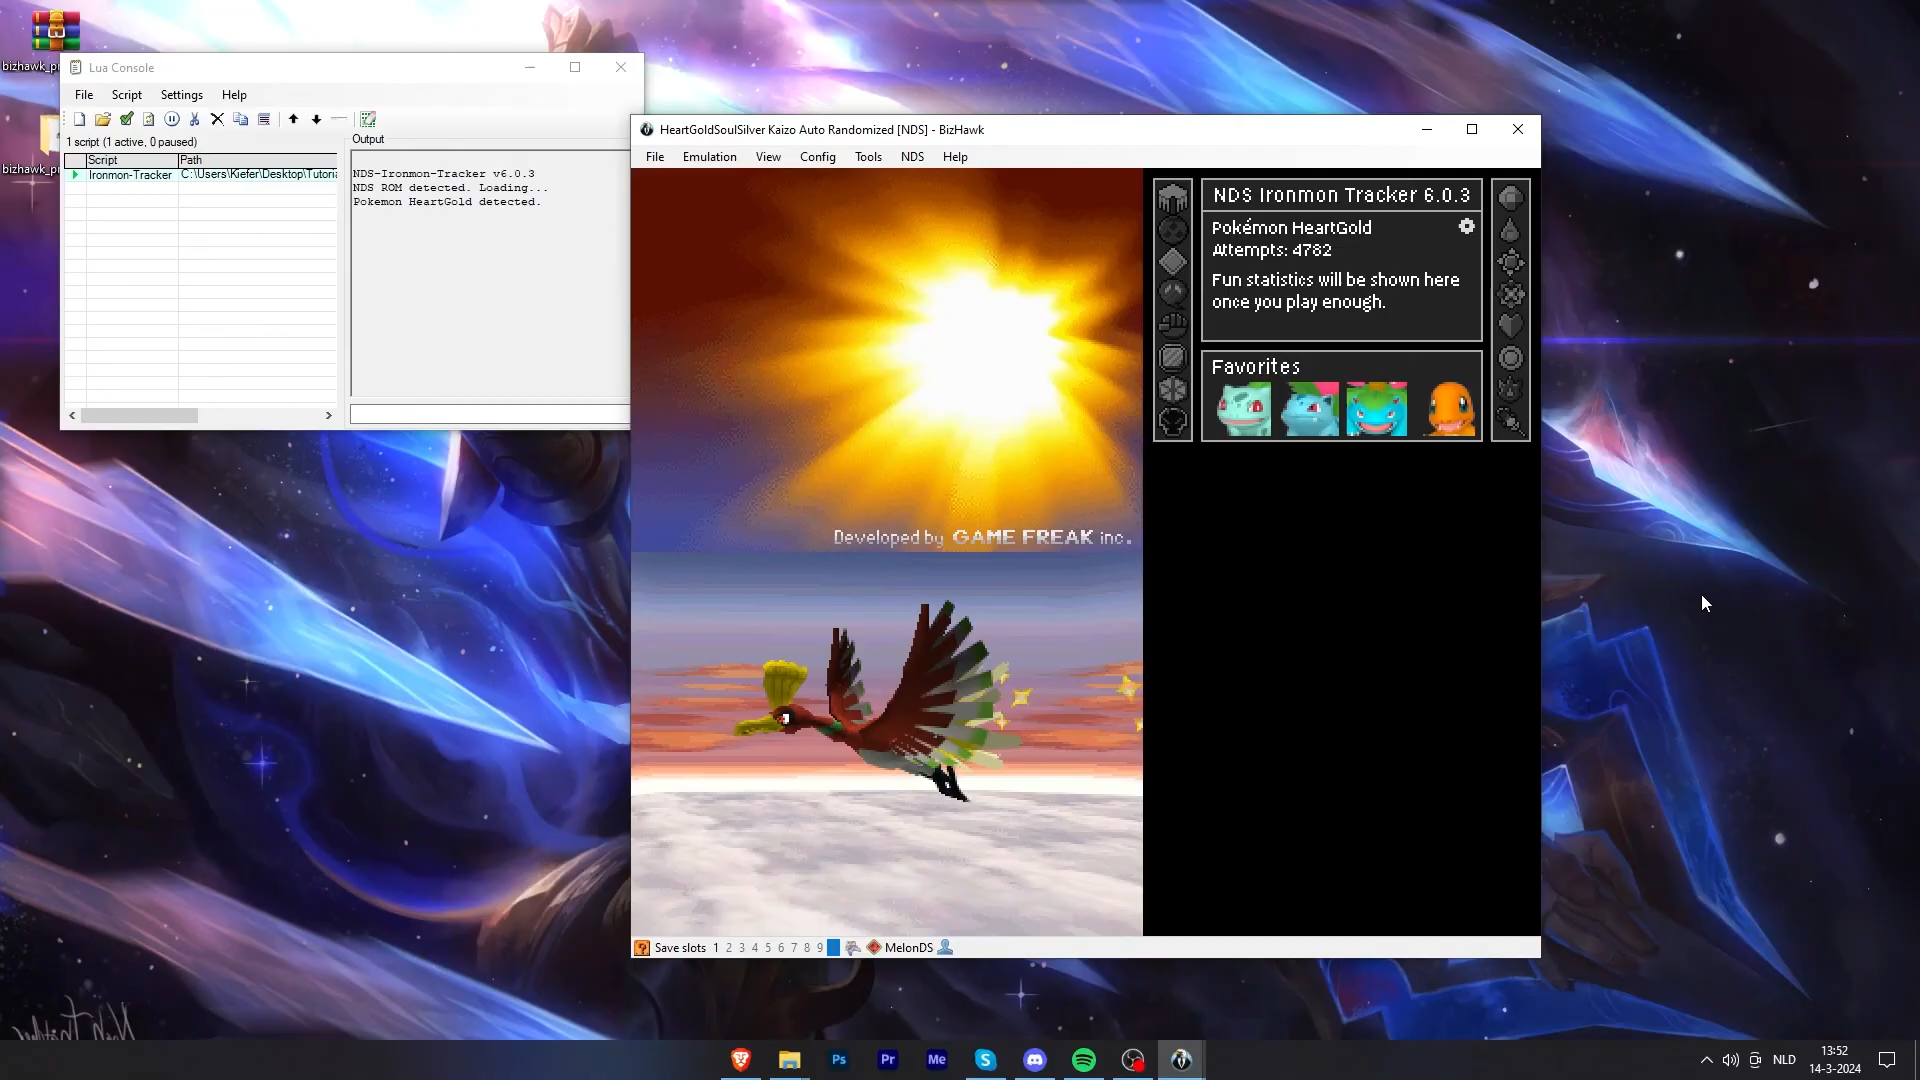 bizhawk_pr
bizhawk_pr
Lua Console
File Script Settings Help
1 script (1 active, 0 paused)
Script Path
Ironmon-Tracker C:\Users\Kiefer\Desktop\Tutoria
Output
NDS-Ironmon-Tracker v6.0.3
NDS ROM detected. Loading...
Pokemon HeartGold detected.
HeartGoldSoulSilver Kaizo Auto Randomized [NDS] - BizHawk
File Emulation View Config Tools NDS Help
Developed by GAME FREAK inc.
NDS Ironmon Tracker 6.0.3
Pokémon HeartGold
Attempts: 4782
Fun statistics will be shown here
once you play enough.
Favorites
Save slots 1 2 3 4 5 6 7 8 9 MelonDS
Ps Pr Me
NLD
13:52
14-3-2024